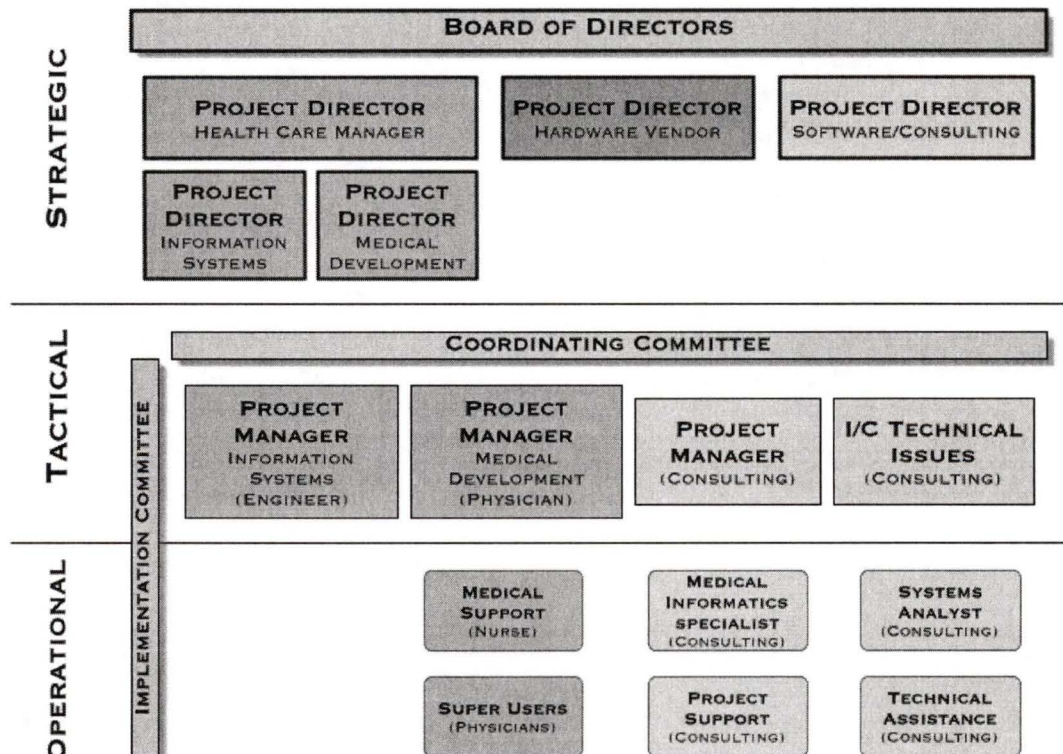 STRATEGIC
BOARD OF DIRECTORS
PROJECT DIRECTOR
HEALTH CARE MANAGER
PROJECT DIRECTOR
HARDWARE VENDOR
PROJECT DIRECTOR
SOFTWARE/CONSULTING
PROJECT
DIRECTOR
INFORMATION
SYSTEMS
PROJECT
DIRECTOR
MEDICAL
DEVELOPMENT
TACTICAL
COORDINATING COMMITTEE
IMPLEMENTATION COMMITTEE
PROJECT
MANAGER
INFORMATION
SYSTEMS
(ENGINEER)
PROJECT
MANAGER
MEDICAL
DEVELOPMENT
(PHYSICIAN)
PROJECT
MANAGER
(CONSULTING)
I/C TECHNICAL
ISSUES
(CONSULTING)
OPERATIONAL
MEDICAL
SUPPORT
(NURSE)
MEDICAL
INFORMATICS
SPECIALIST
(CONSULTING)
SYSTEMS
ANALYST
(CONSULTING)
SUPER USERS
(PHYSICIANS)
PROJECT
SUPPORT
(CONSULTING)
TECHNICAL
ASSISTANCE
(CONSULTING)